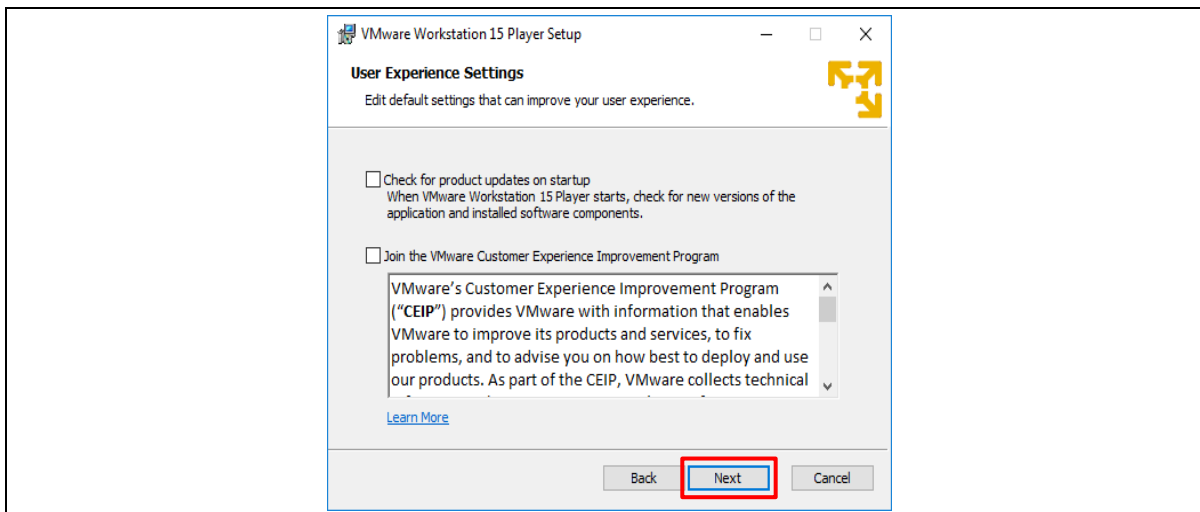 VMware Workstation 15 Player Setup
User Experience Settings
Edit default settings that can improve your user experience.
Check for product updates on startup
When VMware Workstation 15 Player starts, check for new versions of the
application and installed software components.
Join the VMware Customer Experience Improvement Program
VMware's Customer Experience Improvement Program
("CEIP") provides VMware with information that enables
VMware to improve its products and services, to fix
problems, and to advise you on how best to deploy and use
our products. As part of the CEIP, VMware collects technical
Learn More
Back Next Cancel